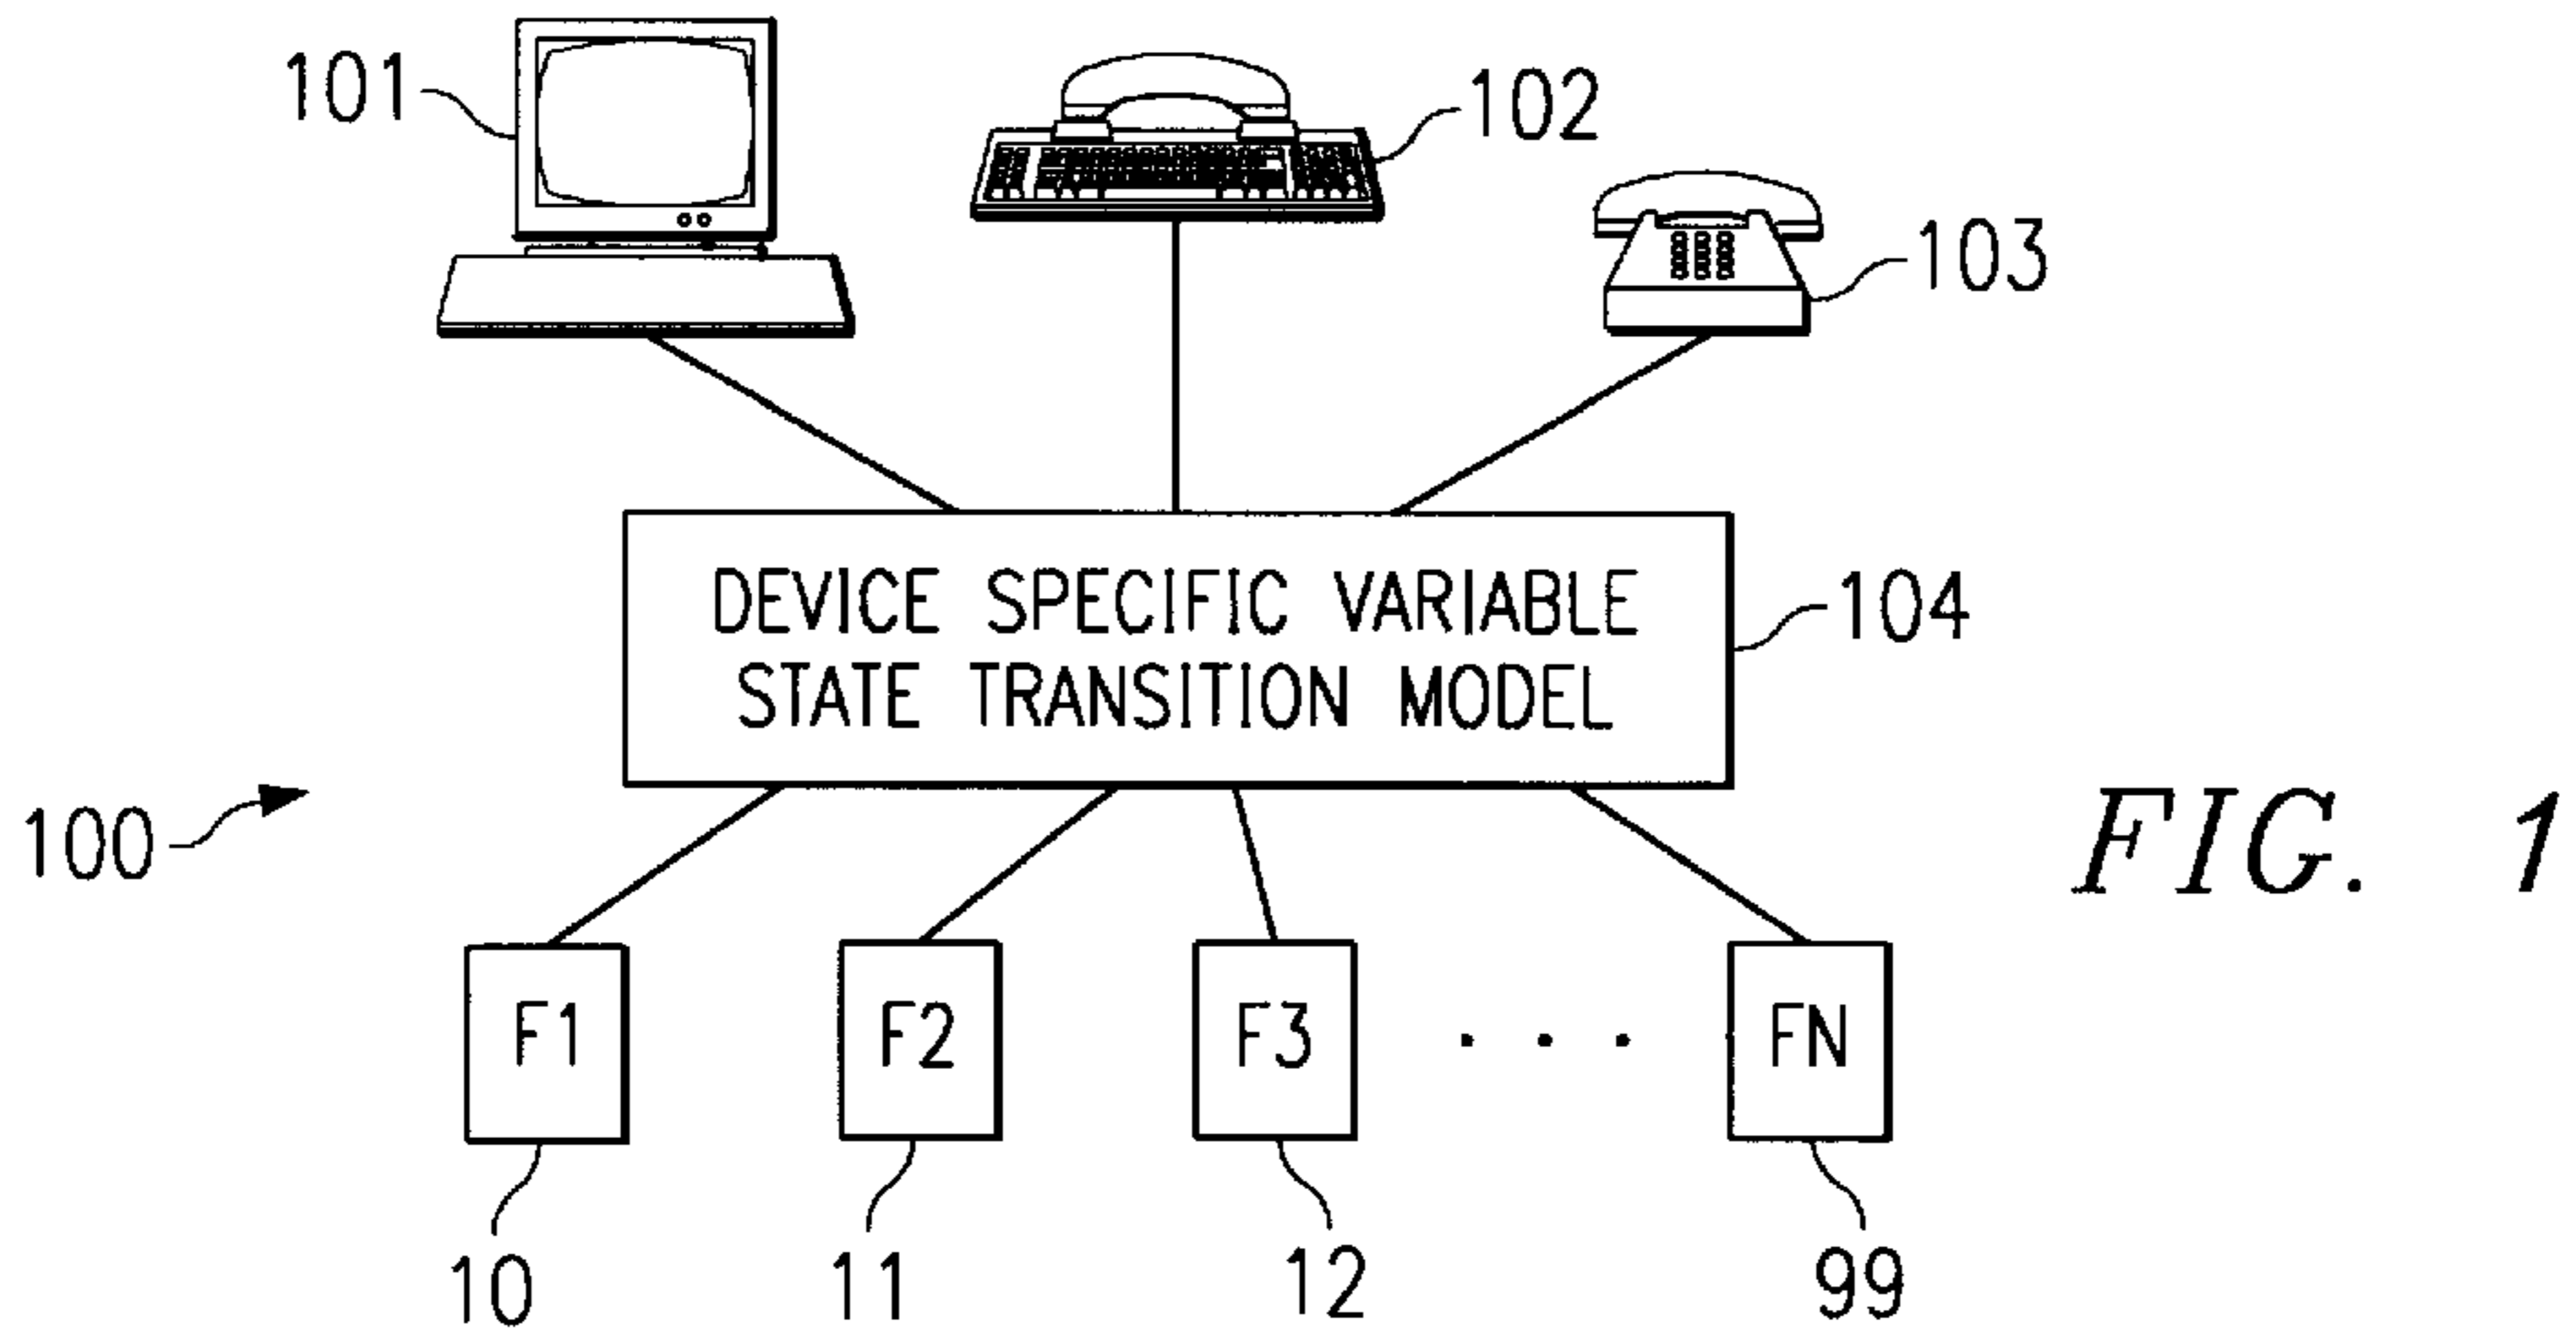 101
102
103
DEVICE SPECIFIC VARIABLE
STATE TRANSITION MODEL
104
100
FIG. 1
F1
F2
F3
. . .
FN
10
11
12
99